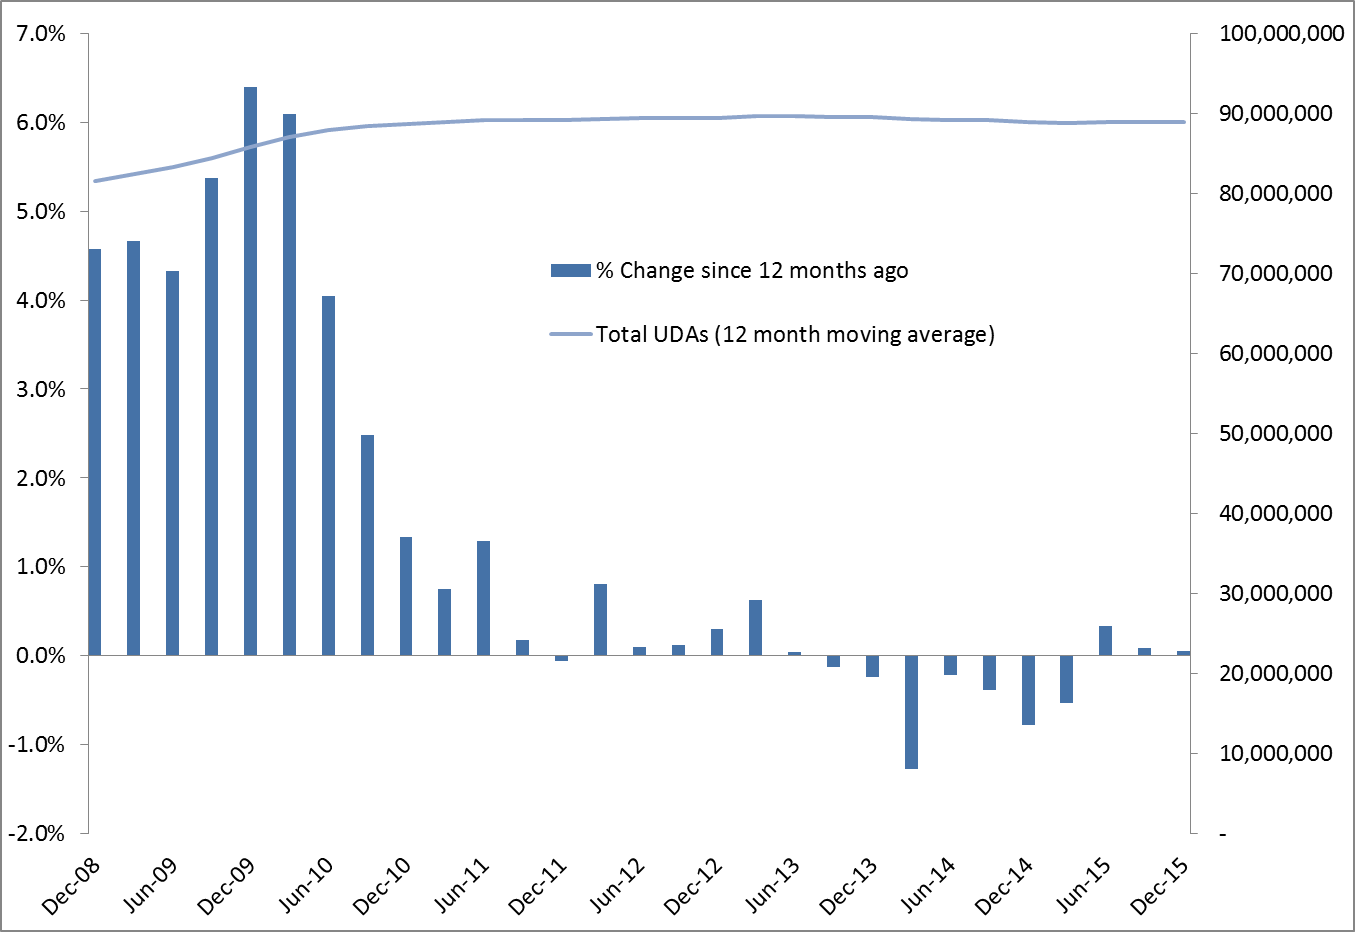 7.0%
6.0%
5.0%
4.0%
3.0%
2.0%
1.0%
0.0%
-1.0%
-2.0%
100,000,000
90,000,000
80,000,000
70,000,000
60,000,000
50,000,000
40,000,000
30,000,000
20,000,000
10,000,000
-
% Change since 12 months ago
Total UDAs (12 month moving average)
Dec-08
Jun-09
Dec-09
Jun-10
Dec-10
Jun-11
Dec-11
Jun-12
Dec-12
Jun-13
Dec-13
Jun-14
Dec-14
Jun-15
Dec-15